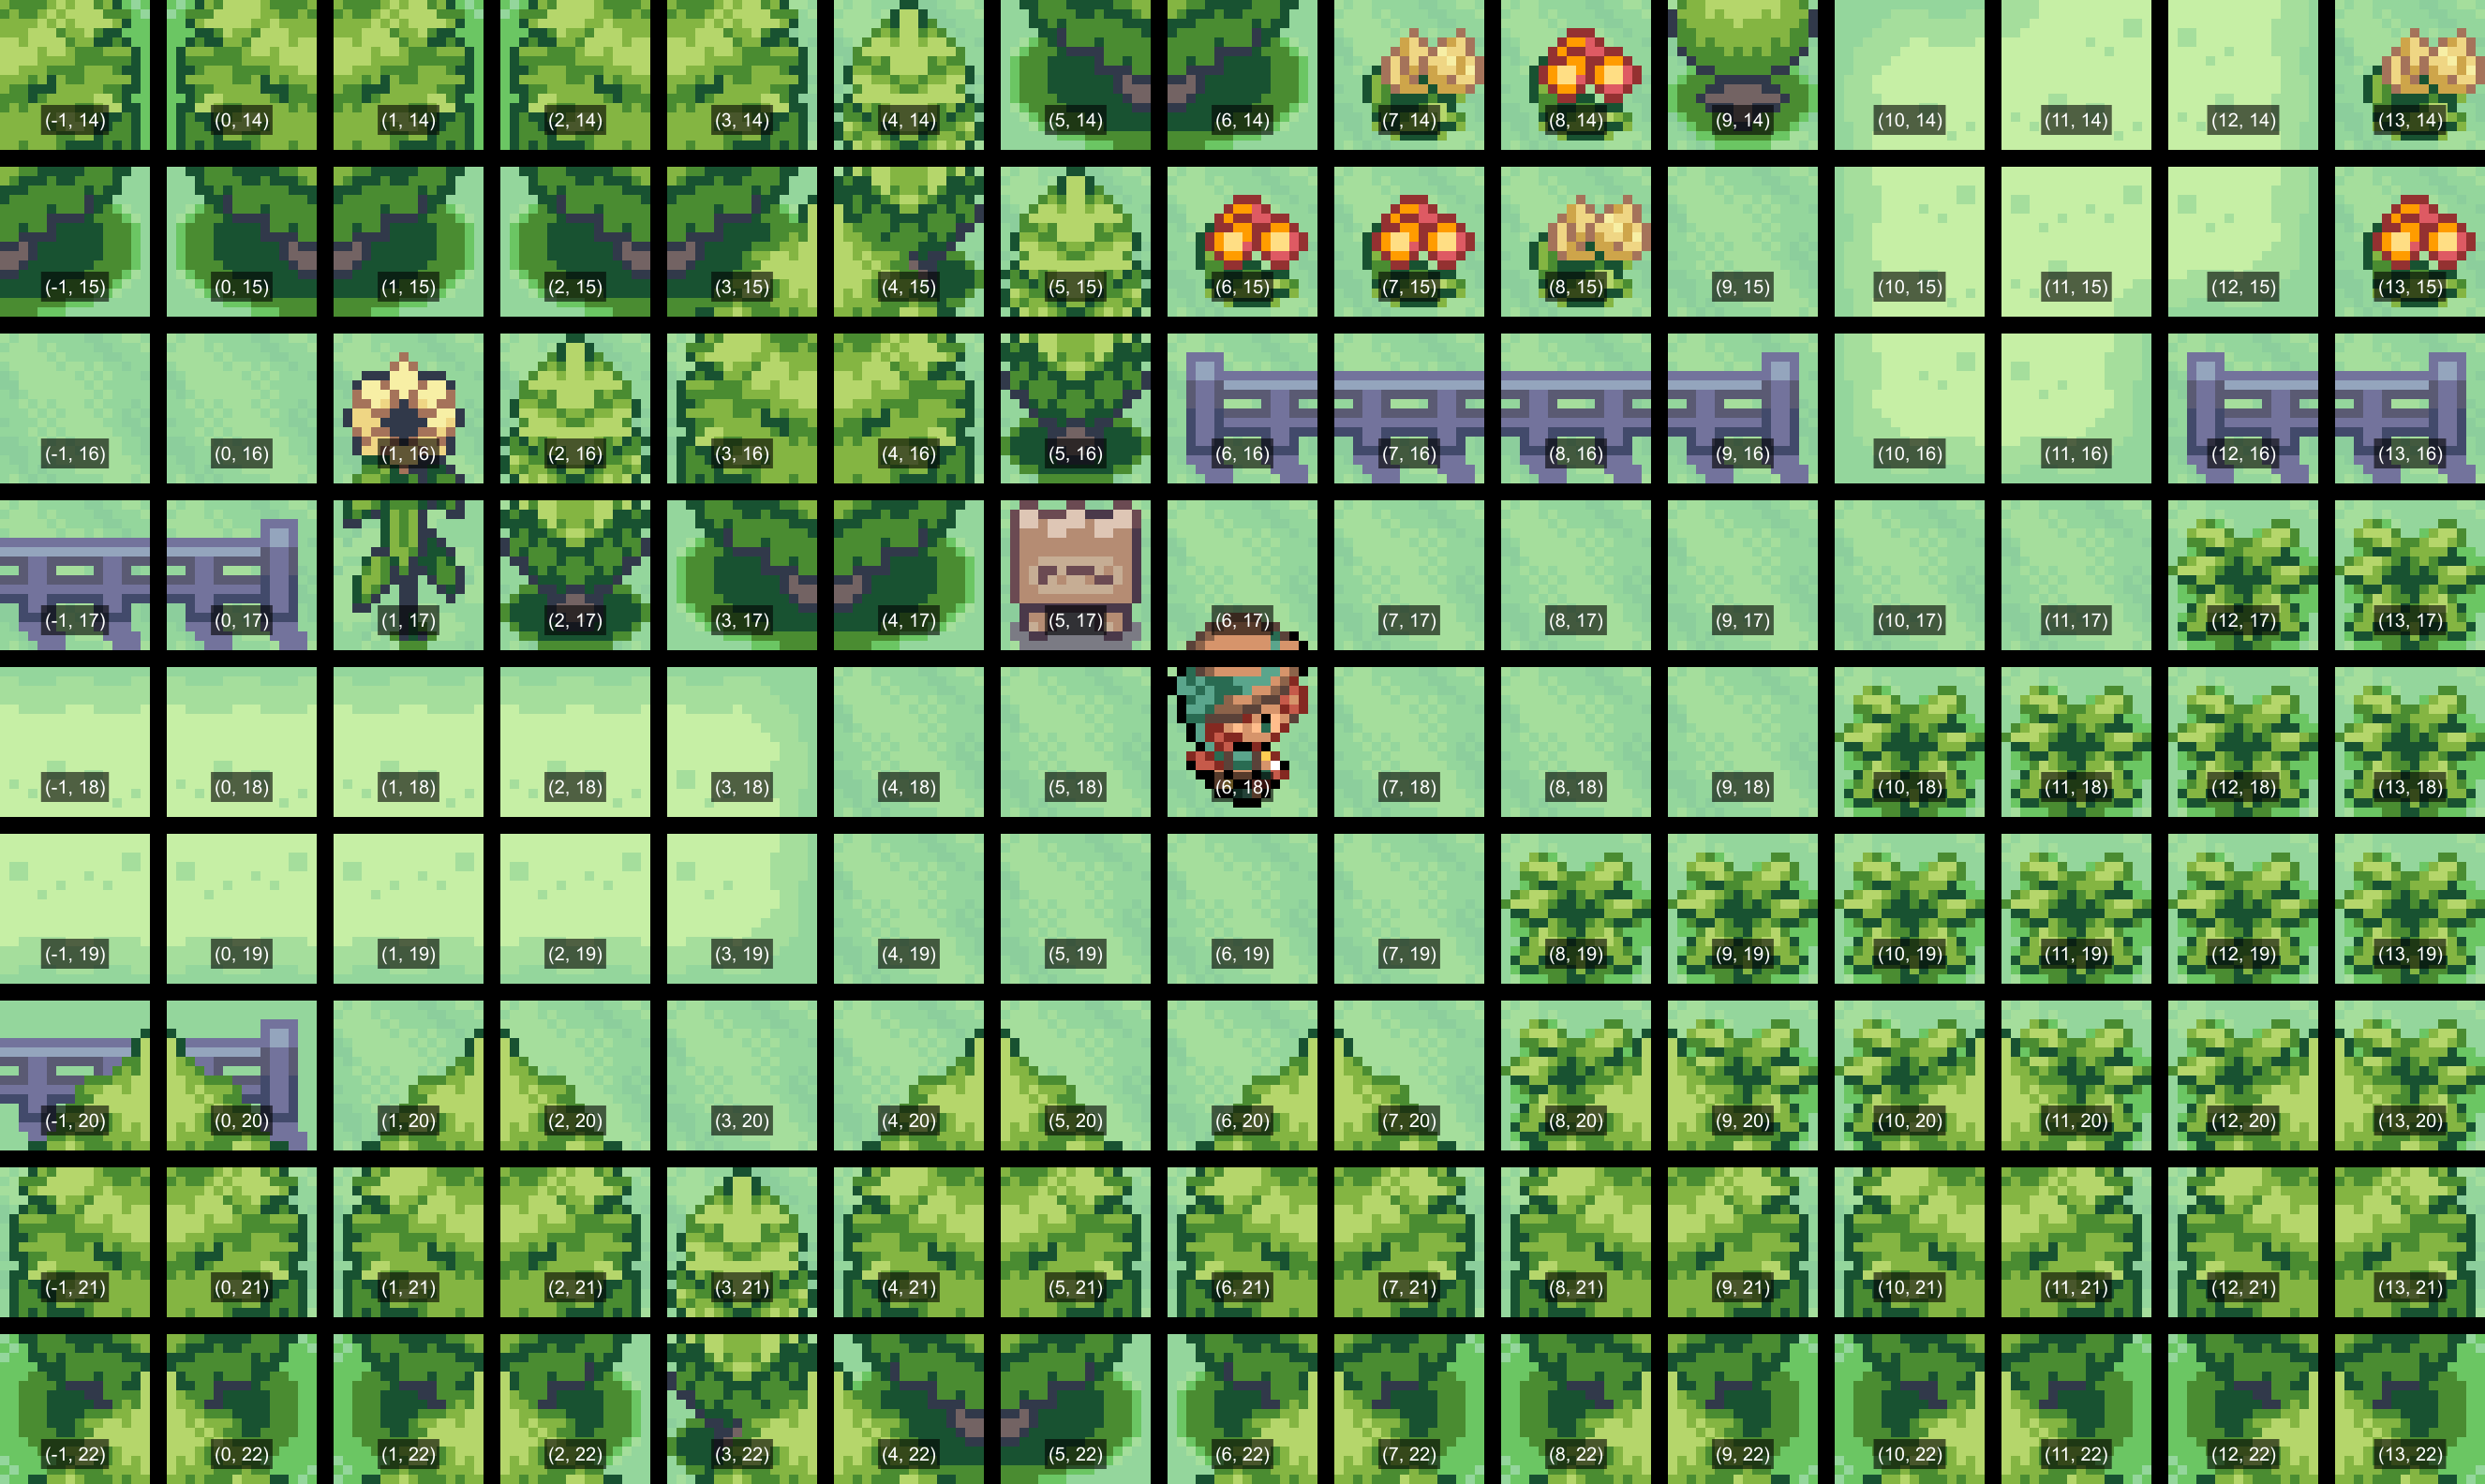 (-1, 14) (0, 14) (1, 14) (2, 14) (3, 14) (4, 14) (5, 14) (6, 14) (7, 14) (8, 14) (9, 14) (10, 14) (11, 14) (12, 14) (13, 14)
(-1, 15) (0, 15) (1, 15) (2, 15) (3, 15) (4, 15) (5, 15) (6, 15) (7, 15) (8, 15) (9, 15) (10, 15) (11, 15) (12, 15) (13, 15)
(-1, 16) (0, 16) (1, 16) (2, 16) (3, 16) (4, 16) (5, 16) (6, 16) (7, 16) (8, 16) (9, 16) (10, 16) (11, 16) (12, 16) (13, 16)
(-1, 17) (0, 17) (1, 17) (2, 17) (3, 17) (4, 17) (5, 17) (6, 17) (7, 17) (8, 17) (9, 17) (10, 17) (11, 17) (12, 17) (13, 17)
(-1, 18) (0, 18) (1, 18) (2, 18) (3, 18) (4, 18) (5, 18) (6, 18) (7, 18) (8, 18) (9, 18) (10, 18) (11, 18) (12, 18) (13, 18)
(-1, 19) (0, 19) (1, 19) (2, 19) (3, 19) (4, 19) (5, 19) (6, 19) (7, 19) (8, 19) (9, 19) (10, 19) (11, 19) (12, 19) (13, 19)
(-1, 20) (0, 20) (1, 20) (2, 20) (3, 20) (4, 20) (5, 20) (6, 20) (7, 20) (8, 20) (9, 20) (10, 20) (11, 20) (12, 20) (13, 20)
(-1, 21) (0, 21) (1, 21) (2, 21) (3, 21) (4, 21) (5, 21) (6, 21) (7, 21) (8, 21) (9, 21) (10, 21) (11, 21) (12, 21) (13, 21)
(-1, 22) (0, 22) (1, 22) (2, 22) (3, 22) (4, 22) (5, 22) (6, 22) (7, 22) (8, 22) (9, 22) (10, 22) (11, 22) (12, 22) (13, 22)